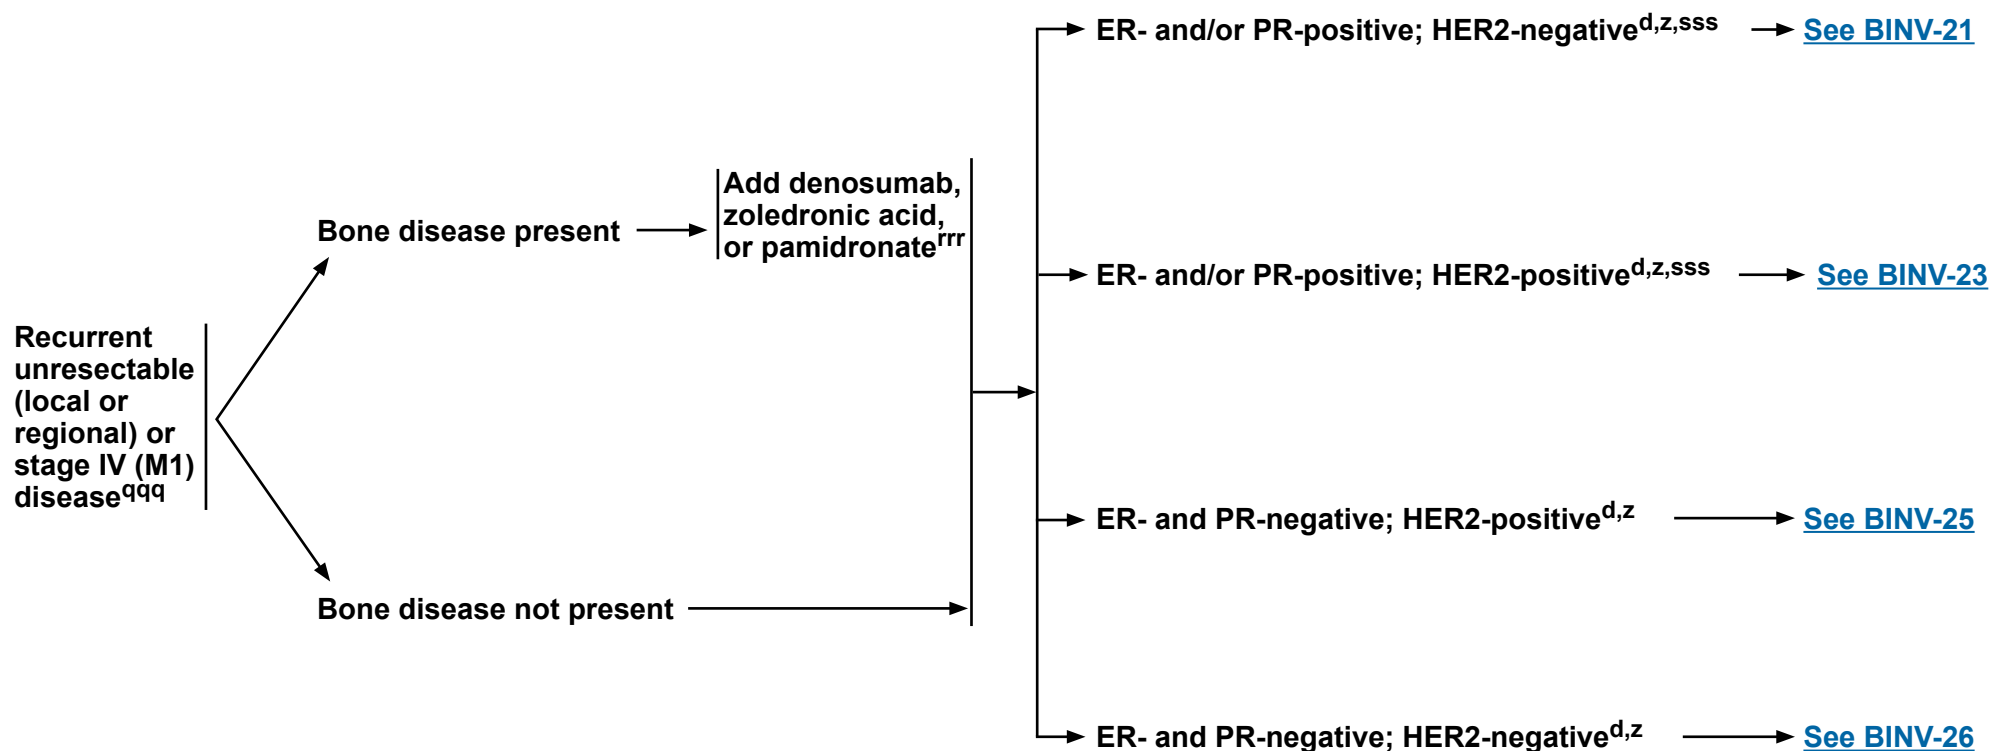 Recurrent
unresectable
(local or
regional) or
stage IV (M1)
diseaseqqq
Bone disease present
Add denosumab,
zoledronic acid,
or pamidronaterrr
Bone disease not present
ER- and/or PR-positive; HER2-negatived,z,sss
See BINV-21
ER- and/or PR-positive; HER2-positived,z,sss
See BINV-23
ER- and PR-negative; HER2-positived,z
See BINV-25
ER- and PR-negative; HER2-negatived,z
See BINV-26